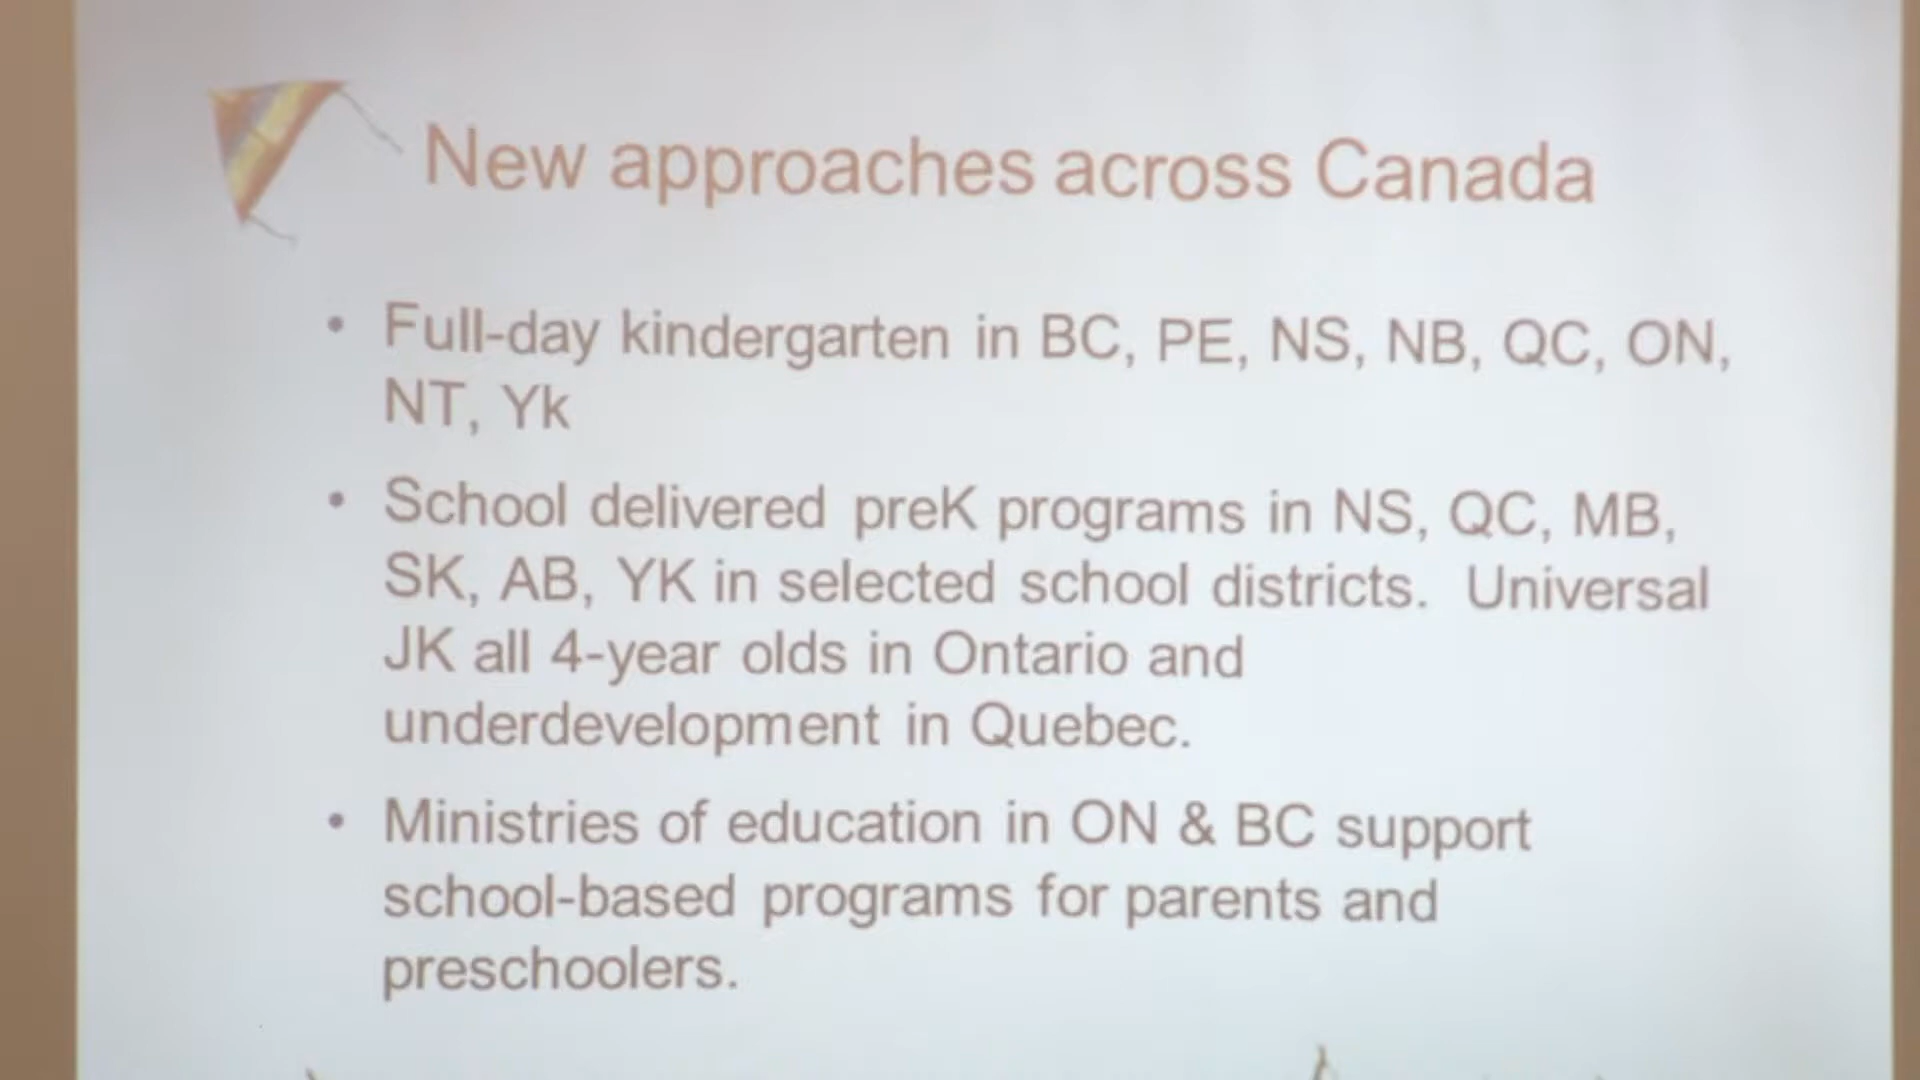 New approaches across Canada
• Full-day kindergarten in BC, PE, NS, NB, QC, ON,
NT, Yk
• School delivered preK programs in NS, QC, MB,
SK, AB, YK in selected school districts. Universal
JK all 4-year olds in Ontario and
underdevelopment in Quebec.
• Ministries of education in ON & BC support
school-based programs for parents and
preschoolers.